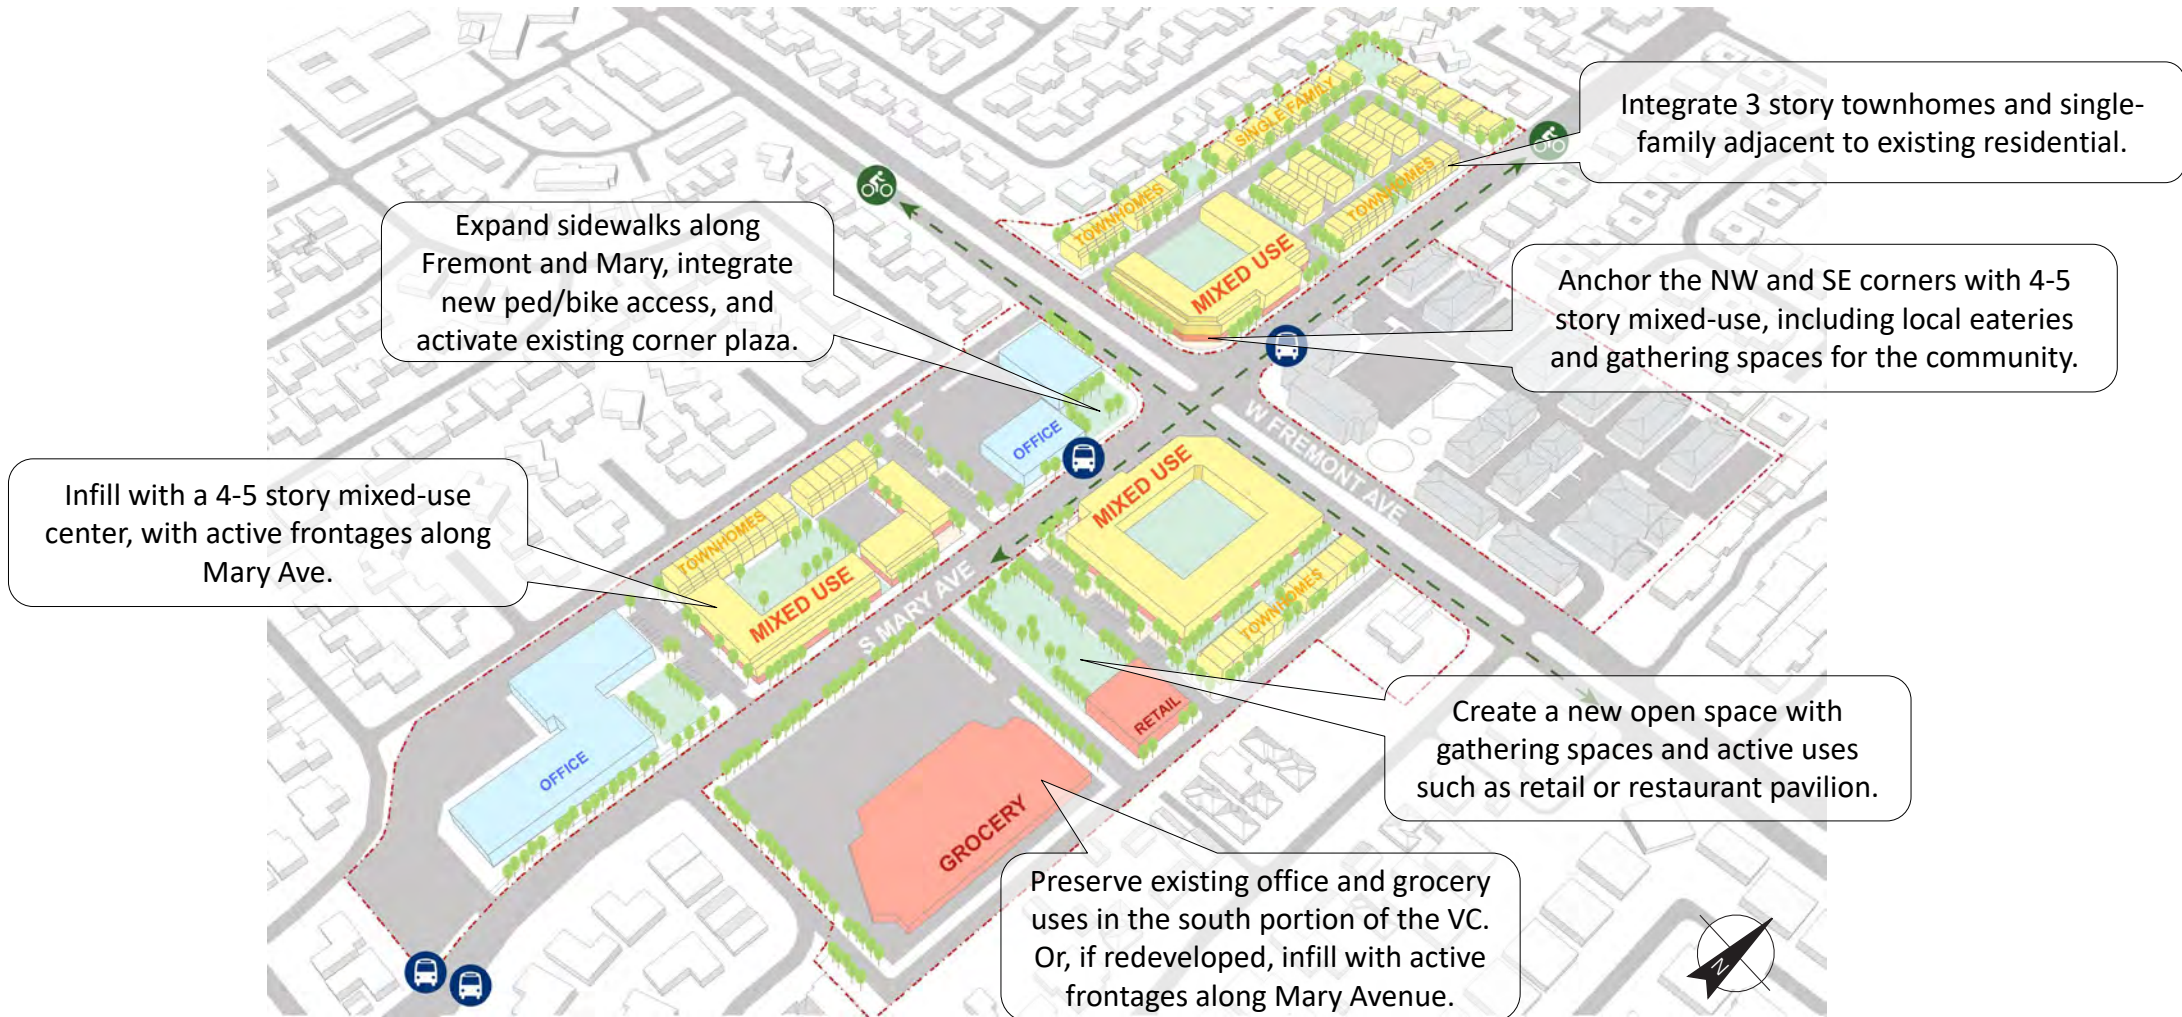 Integrate 3 story townhomes and single-
family adjacent to existing residential.
Expand sidewalks along
Fremont and Mary, integrate
new ped/bike access, and
activate existing corner plaza.
Anchor the NW and SE corners with 4-5
story mixed-use, including local eateries
and gathering spaces for the community.
Infill with a 4-5 story mixed-use
center, with active frontages along
Mary Ave.
Create a new open space with
gathering spaces and active uses
such as retail or restaurant pavilion.
Preserve existing office and grocery
uses in the south portion of the VC.
Or, if redeveloped, infill with active
frontages along Mary Avenue.
SINGLE FAMILY
TOWNHOMES
TOWNHOMES
MIXED USE
OFFICE
W FREMONT AVE
MIXED USE
TOWNHOMES
TOWNHOMES
MIXED USE
S MARY AVE
RETAIL
OFFICE
GROCERY
N